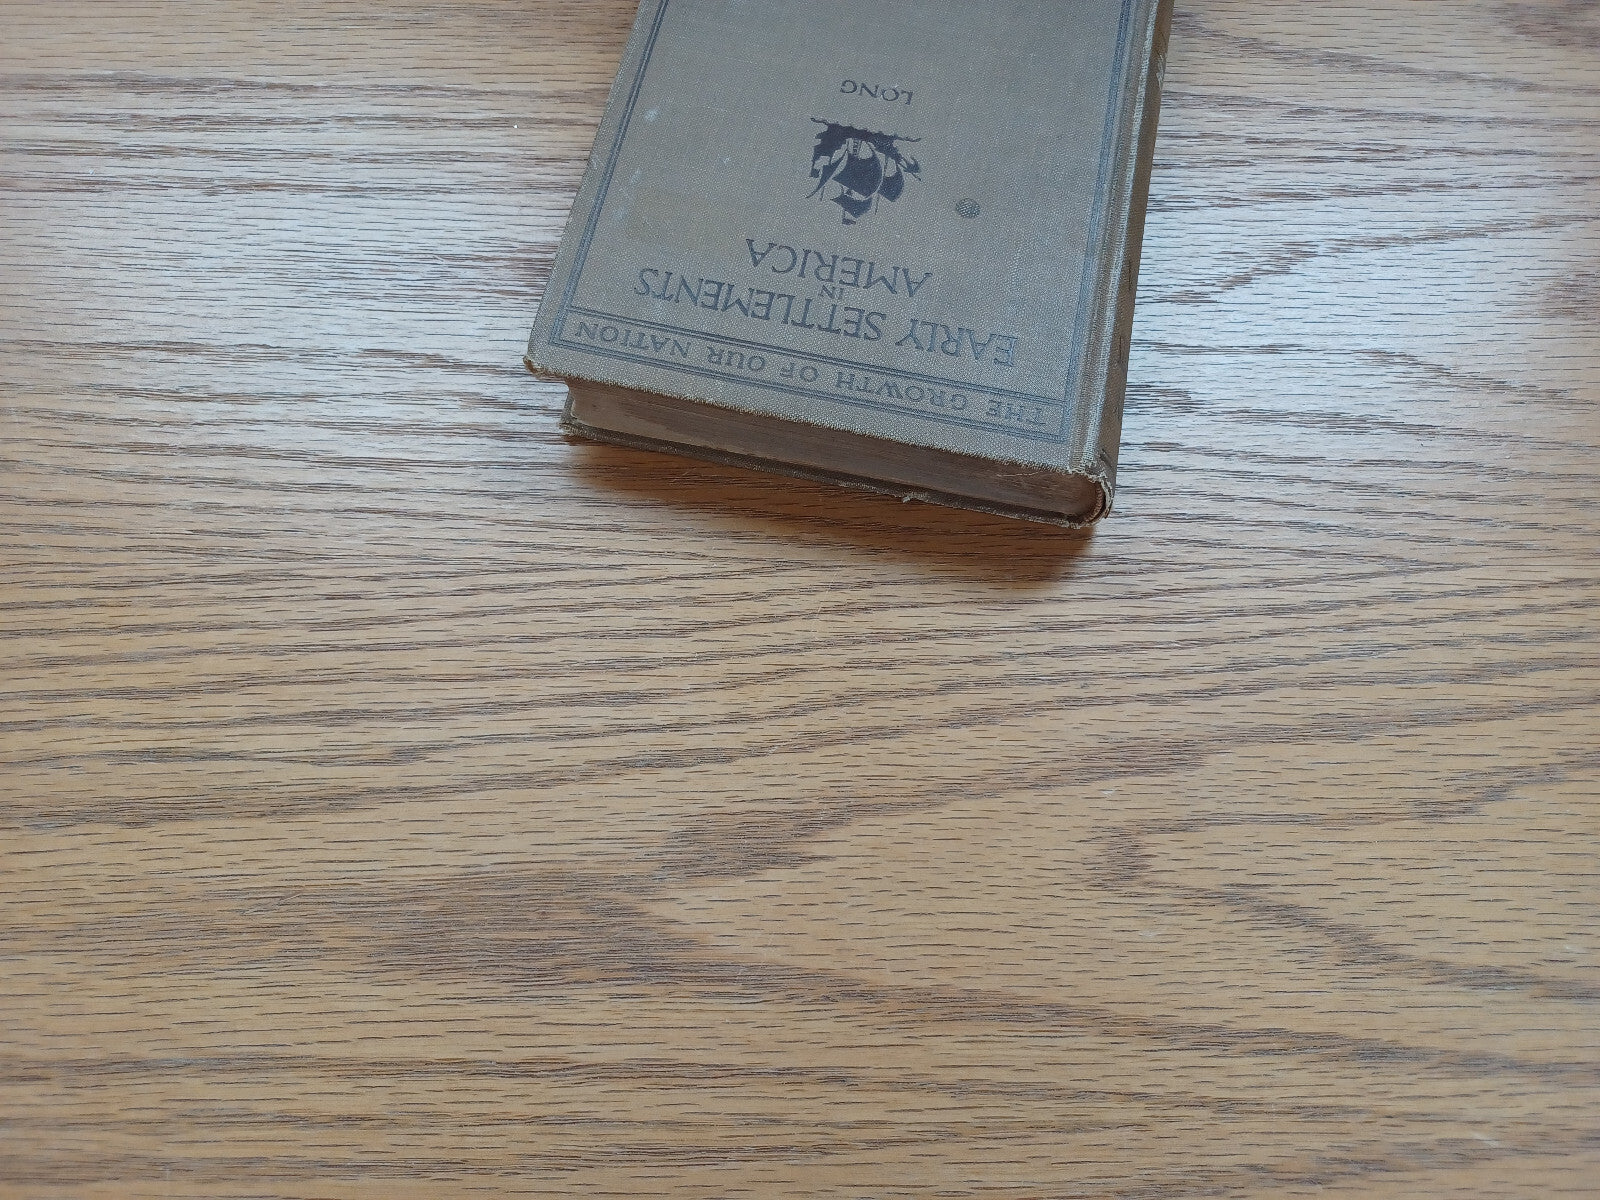 THE GROWTH OF OUR NATION
EARLY SETTLEMENTS
IN
AMERICA
LONG